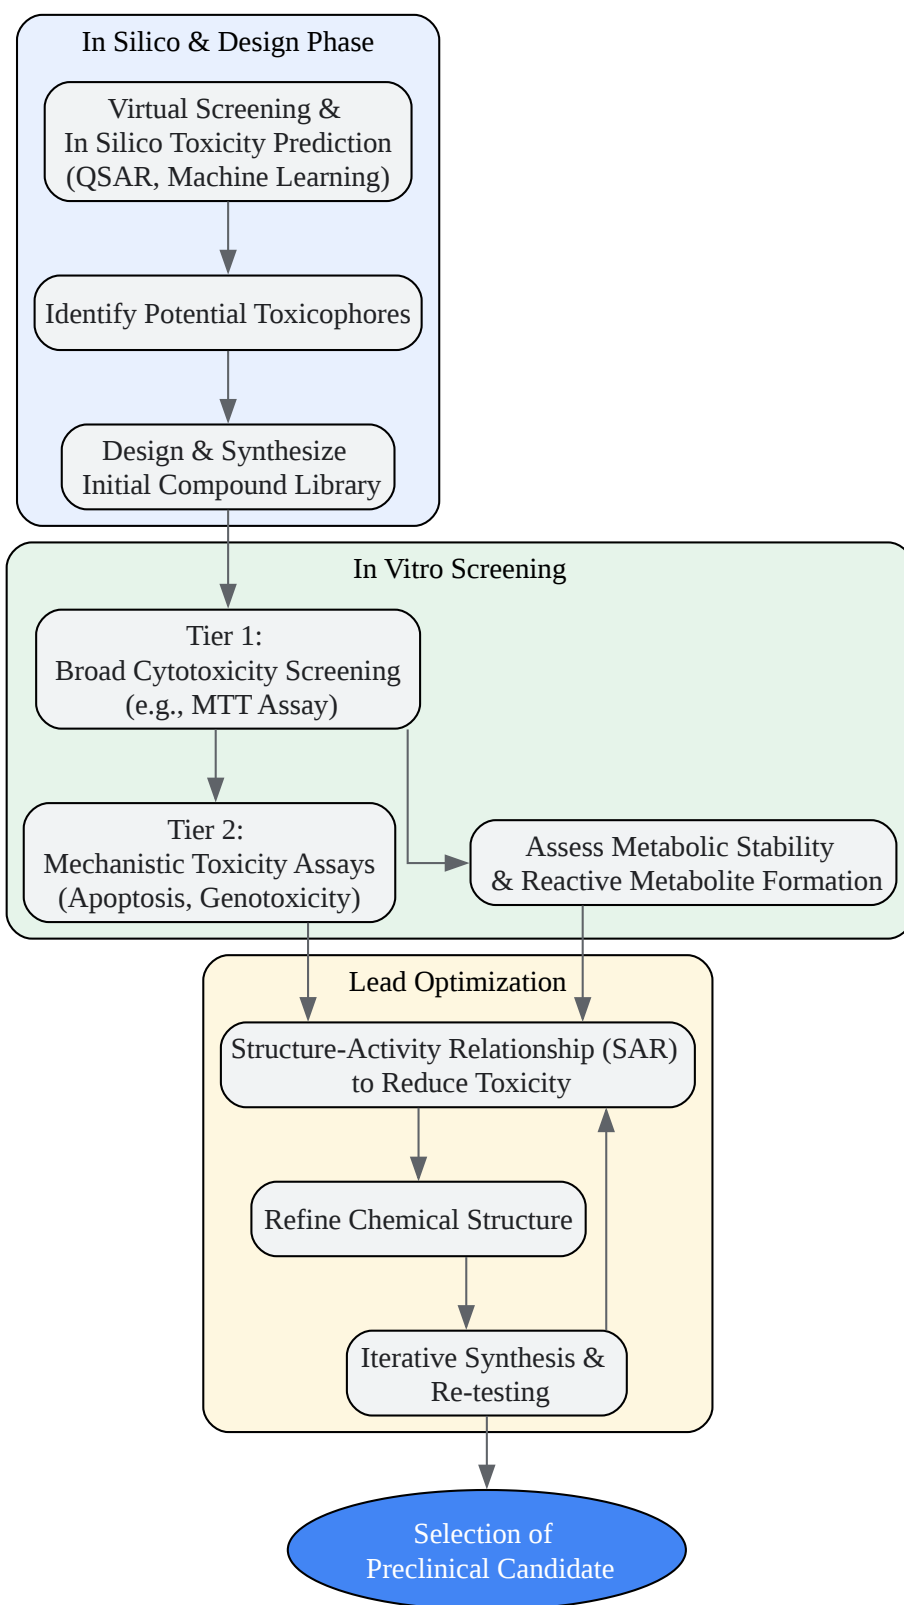 In Silico & Design Phase
Virtual Screening &
In Silico Toxicity Prediction
(QSAR, Machine Learning)
Identify Potential Toxicophores
Design & Synthesize
Initial Compound Library
In Vitro Screening
Tier 1:
Broad Cytotoxicity Screening
(e.g., MTT Assay)
Tier 2:
Mechanistic Toxicity Assays
(Apoptosis, Genotoxicity)
Assess Metabolic Stability
& Reactive Metabolite Formation
Lead Optimization
Structure-Activity Relationship (SAR)
to Reduce Toxicity
Refine Chemical Structure
Iterative Synthesis &
Re-testing
Selection of
Preclinical Candidate